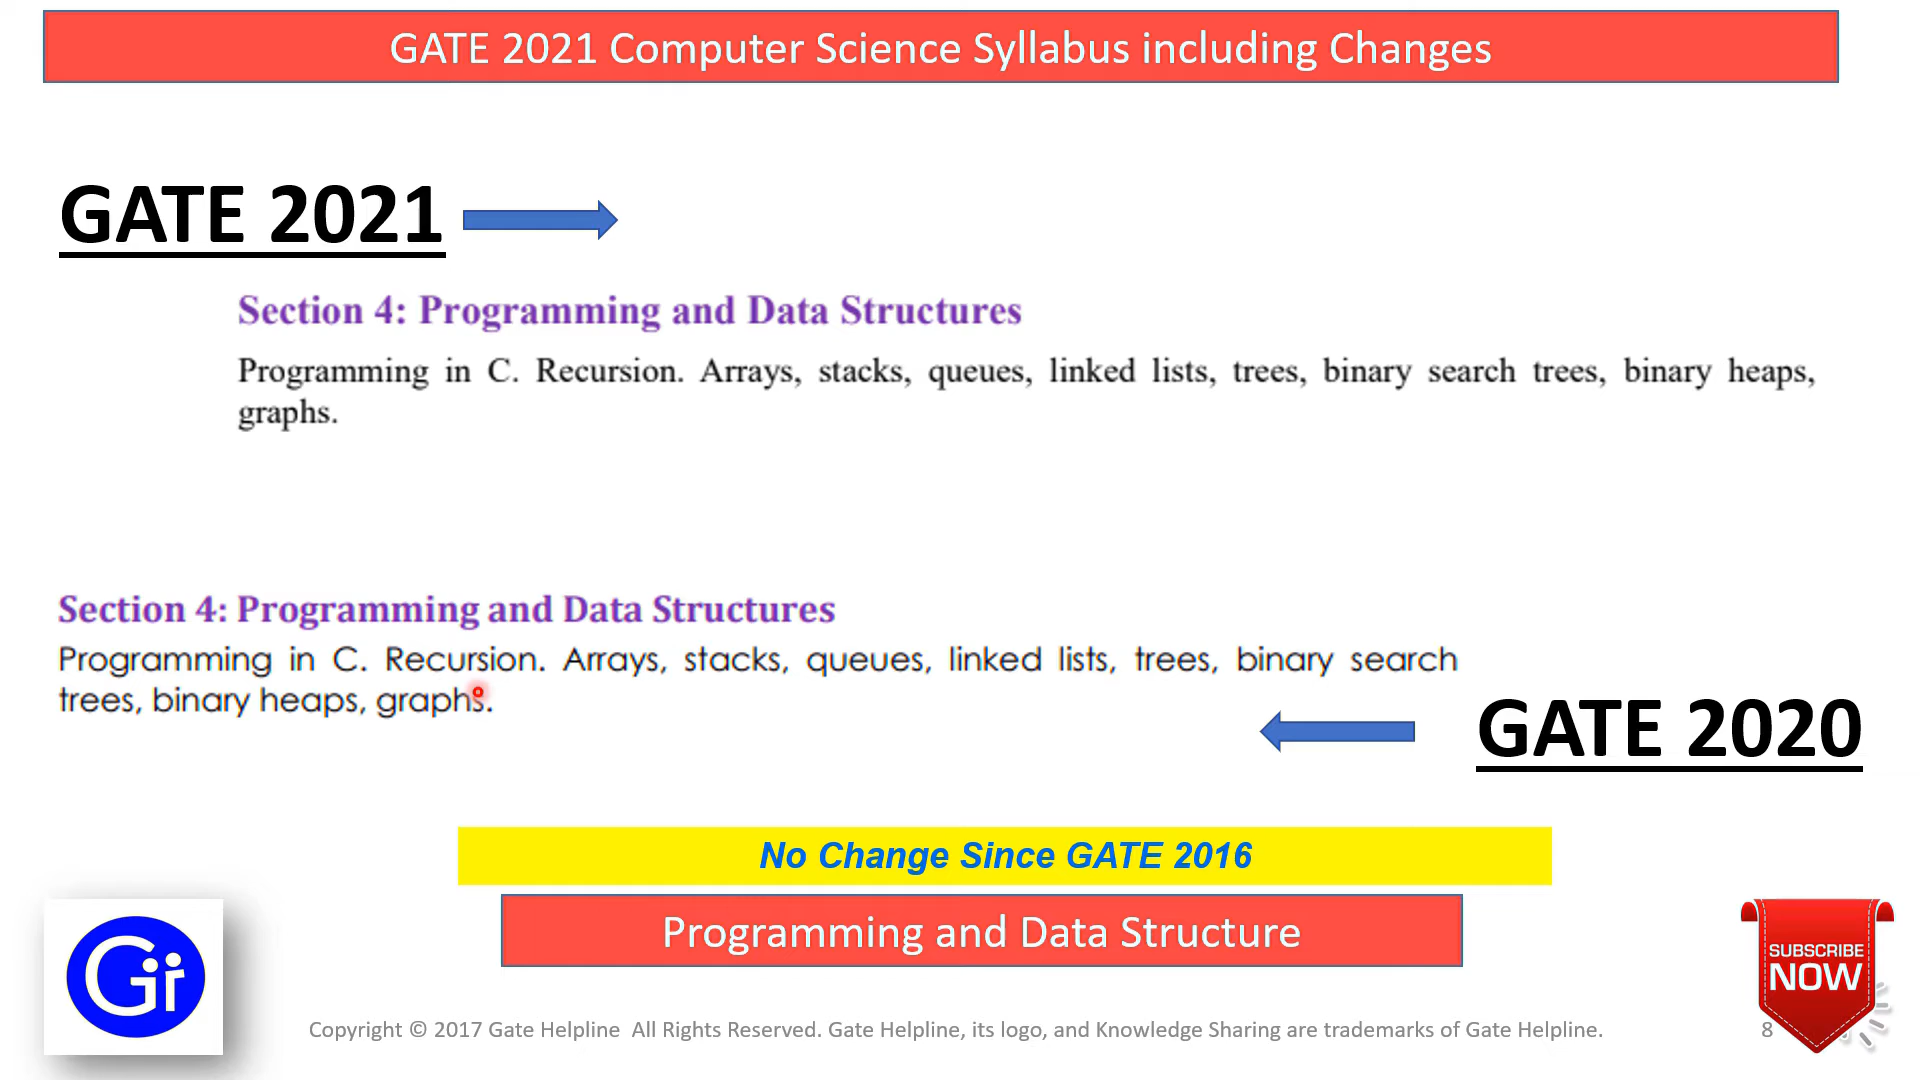 GATE 2021 Computer Science Syllabus including Changes
GATE 2021
Section 4: Programming and Data Structures
Programming in C. Recursion. Arrays, stacks, queues, linked lists, trees, binary search trees, binary heaps,
graphs.
Section 4: Programming and Data Structures
Programming in C. Recursion. Arrays, stacks, queues, linked lists, trees, binary search
trees, binary heaps, graphs.
GATE 2020
No Change Since GATE 2016
Programming and Data Structure
Gir
SUBSCRIBE
NOW
Copyright © 2017 Gate Helpline All Rights Reserved. Gate Helpline, its logo, and Knowledge Sharing are trademarks of Gate Helpline.
8